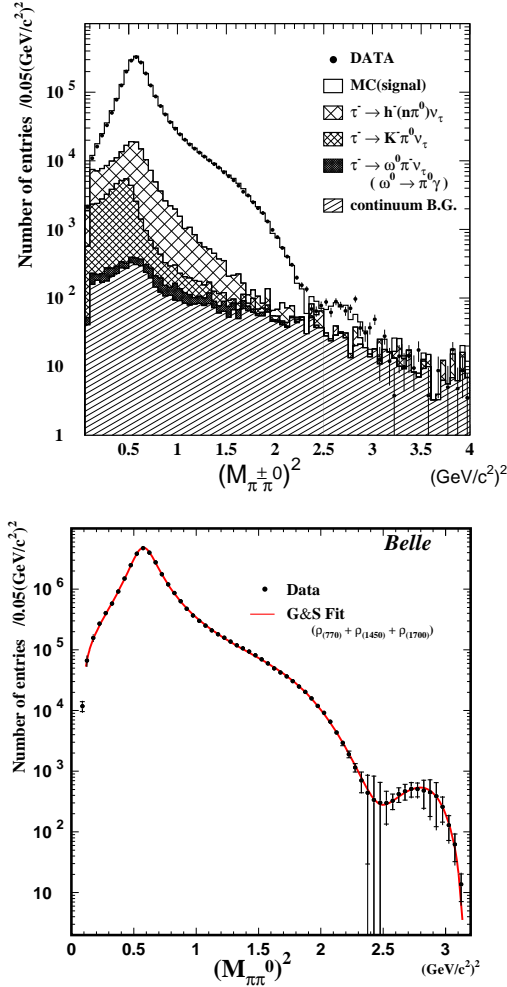 Number of entries /0.05(GeV/c²)²
10⁵
10⁴
10³
10²
10
1
DATA
MC(signal)
τ⁻→ h⁻(nπ⁰)ν_τ
τ⁻→ K⁻π⁰ν_τ
τ⁻→ ω⁰π⁻ν_τ
( ω⁰ → π⁰γ)
continuum B.G.
0.5 1 1.5 2 2.5 3 3.5 4
(M_π±π⁰)² (GeV/c²)²
Belle
Number of entries /0.05(GeV/c²)²
10⁶
10⁵
10⁴
10³
10²
10
Data
G&S Fit
(ρ₍₇₇₀₎ + ρ₍₁₄₅₀₎ + ρ₍₁₇₀₀₎)
0 0.5 1 1.5 2 2.5 3
(M_ππ⁰)² (GeV/c²)²